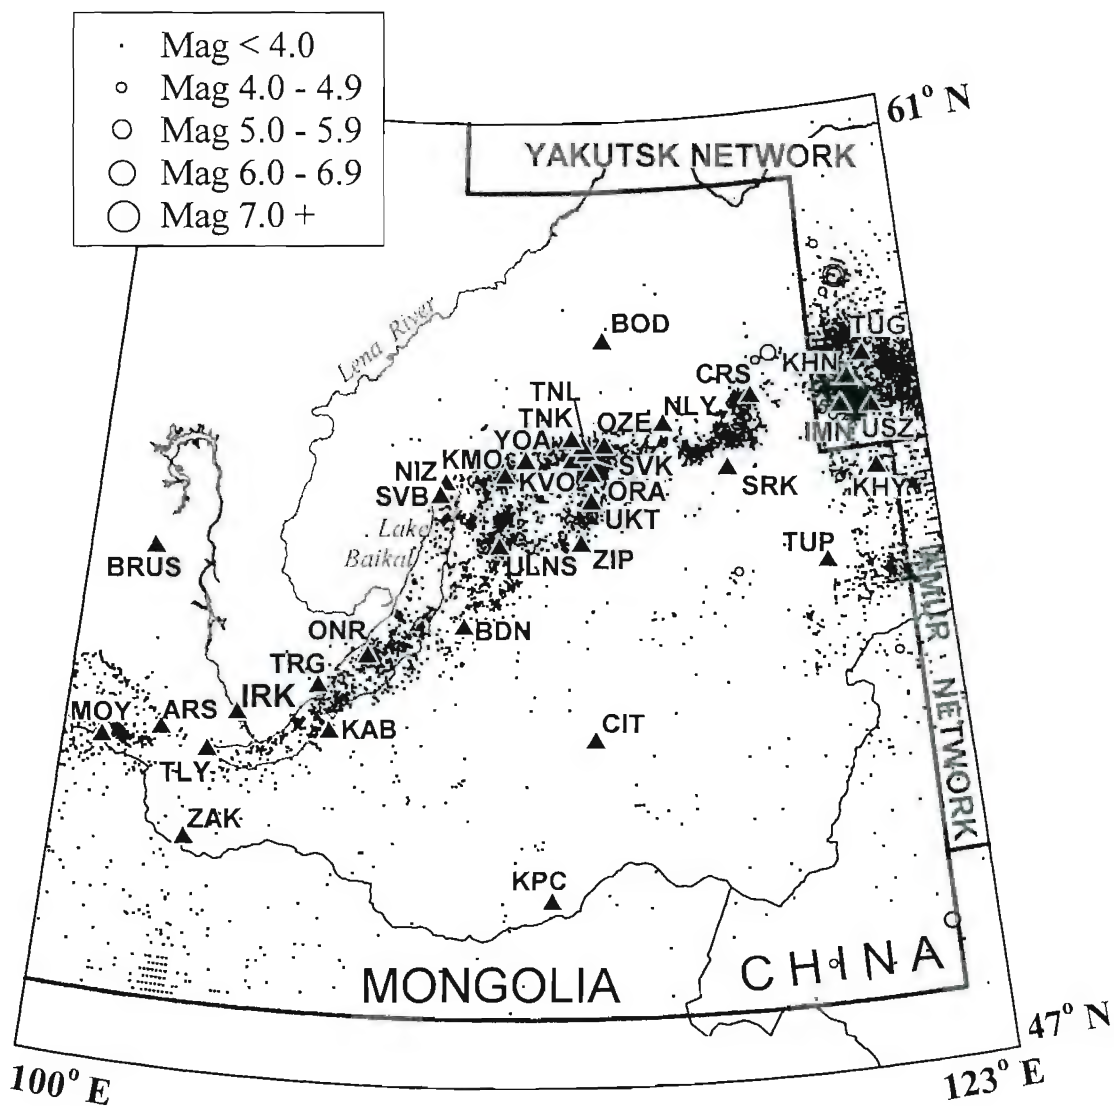 Mag < 4.0
Mag 4.0 - 4.9
Mag 5.0 - 5.9
Mag 6.0 - 6.9
Mag 7.0 +
61° N
YAKUTSK NETWORK
Lena River
BOD
TUG
KHN
CRS
TNL
TNK
OZE
NLY
YOA
IMN
USZ
NIZ
KMO
KVO
SVK
SRK
KHY
SVB
ORA
Lake
Baikal
UKT
TUP
BRUS
ULNS
ZIP
AMUR NETWORK
ONR
BDN
TRG
IRK
MOY
ARS
KAB
CIT
TLY
ZAK
KPC
MONGOLIA
CHINA
47° N
100° E
123° E